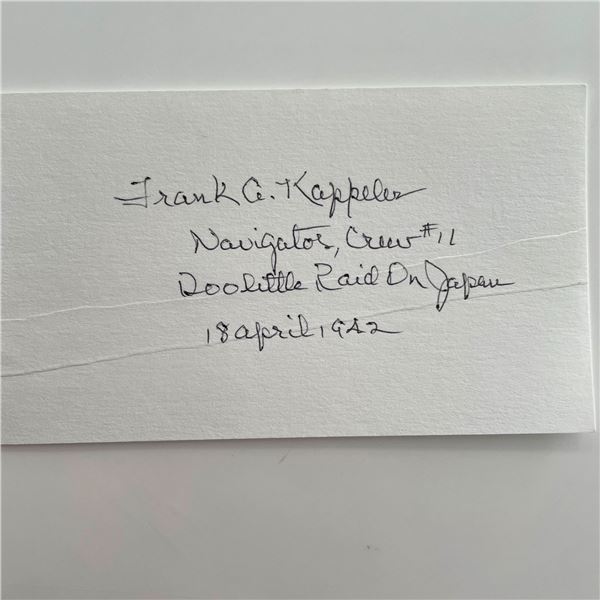 Frank A. Kappeler
Navigator, Crew #11
Doolittle Raid On Japan
18 April 1942